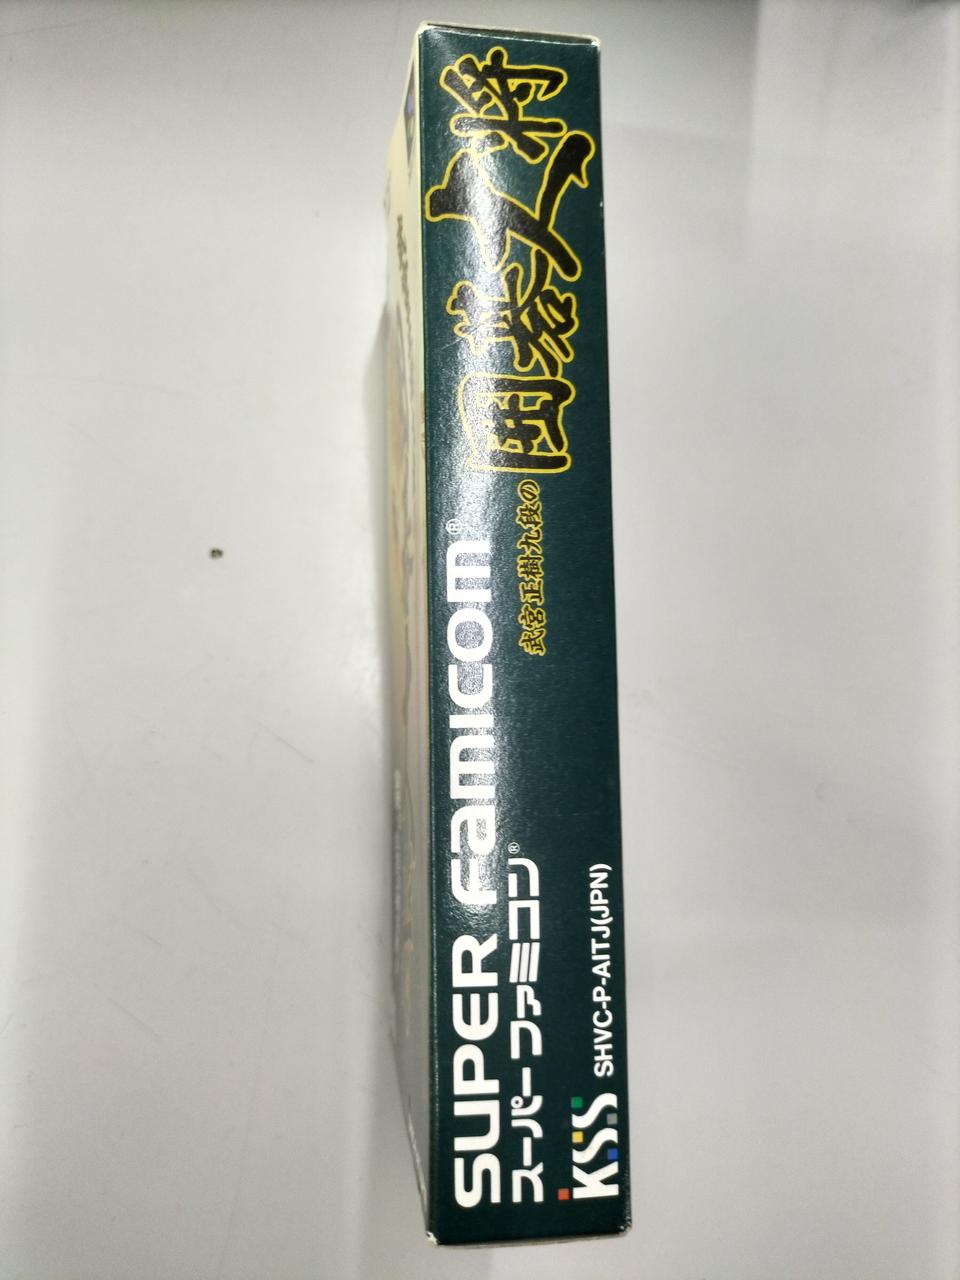 SUPER Famicom®
スーパーファミコン®
武宮正樹九段の
囲碁大将
KSS
SHVC-P-AITJ(JPN)